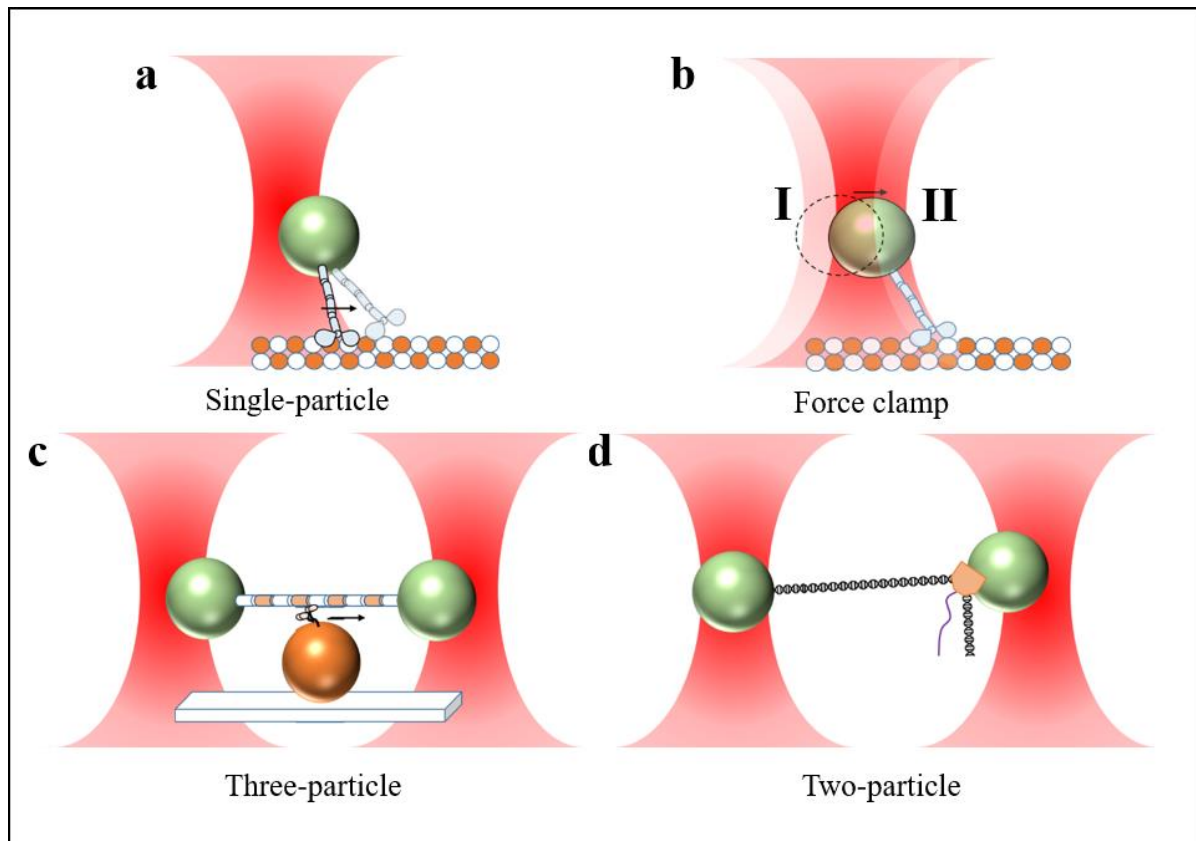 a
b
I
II
Single-particle
Force clamp
c
d
Three-particle
Two-particle